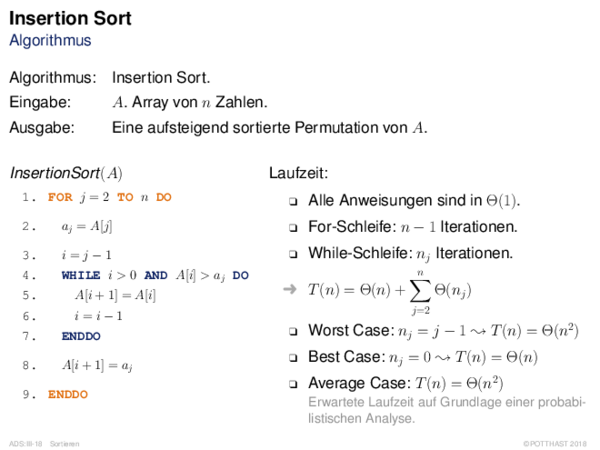 Insertion Sort
Algorithmus
Algorithmus: Insertion Sort.
Eingabe: A. Array von n Zahlen.
Ausgabe: Eine aufsteigend sortierte Permutation von A.
InsertionSort(A)
1. FOR j = 2 TO n DO
2. a_j = A[j]
3. i = j − 1
4. WHILE i > 0 AND A[i] > a_j DO
5. A[i + 1] = A[i]
6. i = i − 1
7. ENDDO
8. A[i + 1] = a_j
9. ENDDO
Laufzeit:
❑ Alle Anweisungen sind in Θ(1).
❑ For-Schleife: n − 1 Iterationen.
❑ While-Schleife: n_j Iterationen.
➜ T(n) = Θ(n) + ∑_{j=2}^{n} Θ(n_j)
❑ Worst Case: n_j = j − 1 ⤳ T(n) = Θ(n²)
❑ Best Case: n_j = 0 ⤳ T(n) = Θ(n)
❑ Average Case: T(n) = Θ(n²)
Erwartete Laufzeit auf Grundlage einer probabi-
listischen Analyse.
ADS:III-16 Sortieren
© POTTHAST 2018